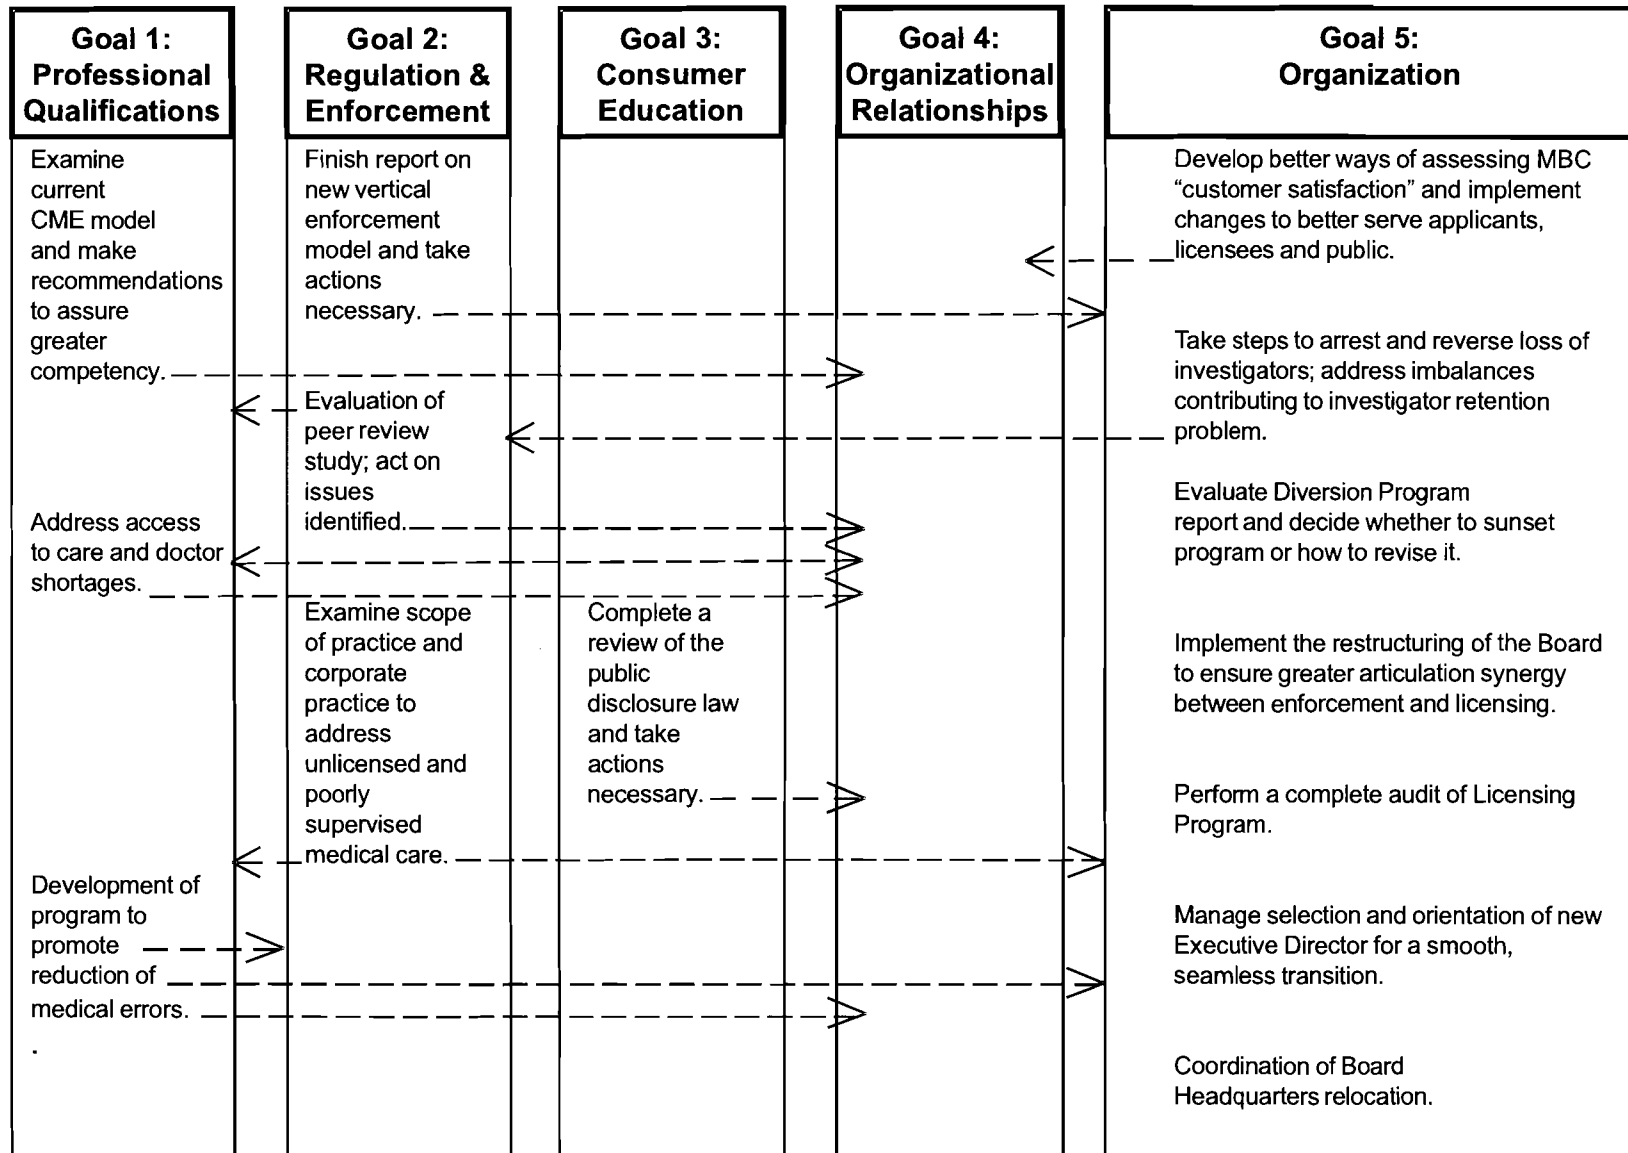 Goal 1:
Professional
Qualifications
Examine
current
CME model
and make
recommendations
to assure
greater
competency.
Address access
to care and doctor
shortages.
Development of
program to
promote
reduction of
medical errors.
.
Goal 2:
Regulation &
Enforcement
Finish report on
new vertical
enforcement
model and take
actions
necessary.
Evaluation of
peer review
study; act on
issues
identified.
Examine scope
of practice and
corporate
practice to
address
unlicensed and
poorly
supervised
medical care.
Goal 3:
Consumer
Education
Complete a
review of the
public
disclosure law
and take
actions
necessary.
Goal 4:
Organizational
Relationships
Goal 5:
Organization
Develop better ways of assessing MBC
“customer satisfaction” and implement
changes to better serve applicants,
licensees and public.
Take steps to arrest and reverse loss of
investigators; address imbalances
contributing to investigator retention
problem.
Evaluate Diversion Program
report and decide whether to sunset
program or how to revise it.
Implement the restructuring of the Board
to ensure greater articulation synergy
between enforcement and licensing.
Perform a complete audit of Licensing
Program.
Manage selection and orientation of new
Executive Director for a smooth,
seamless transition.
Coordination of Board
Headquarters relocation.